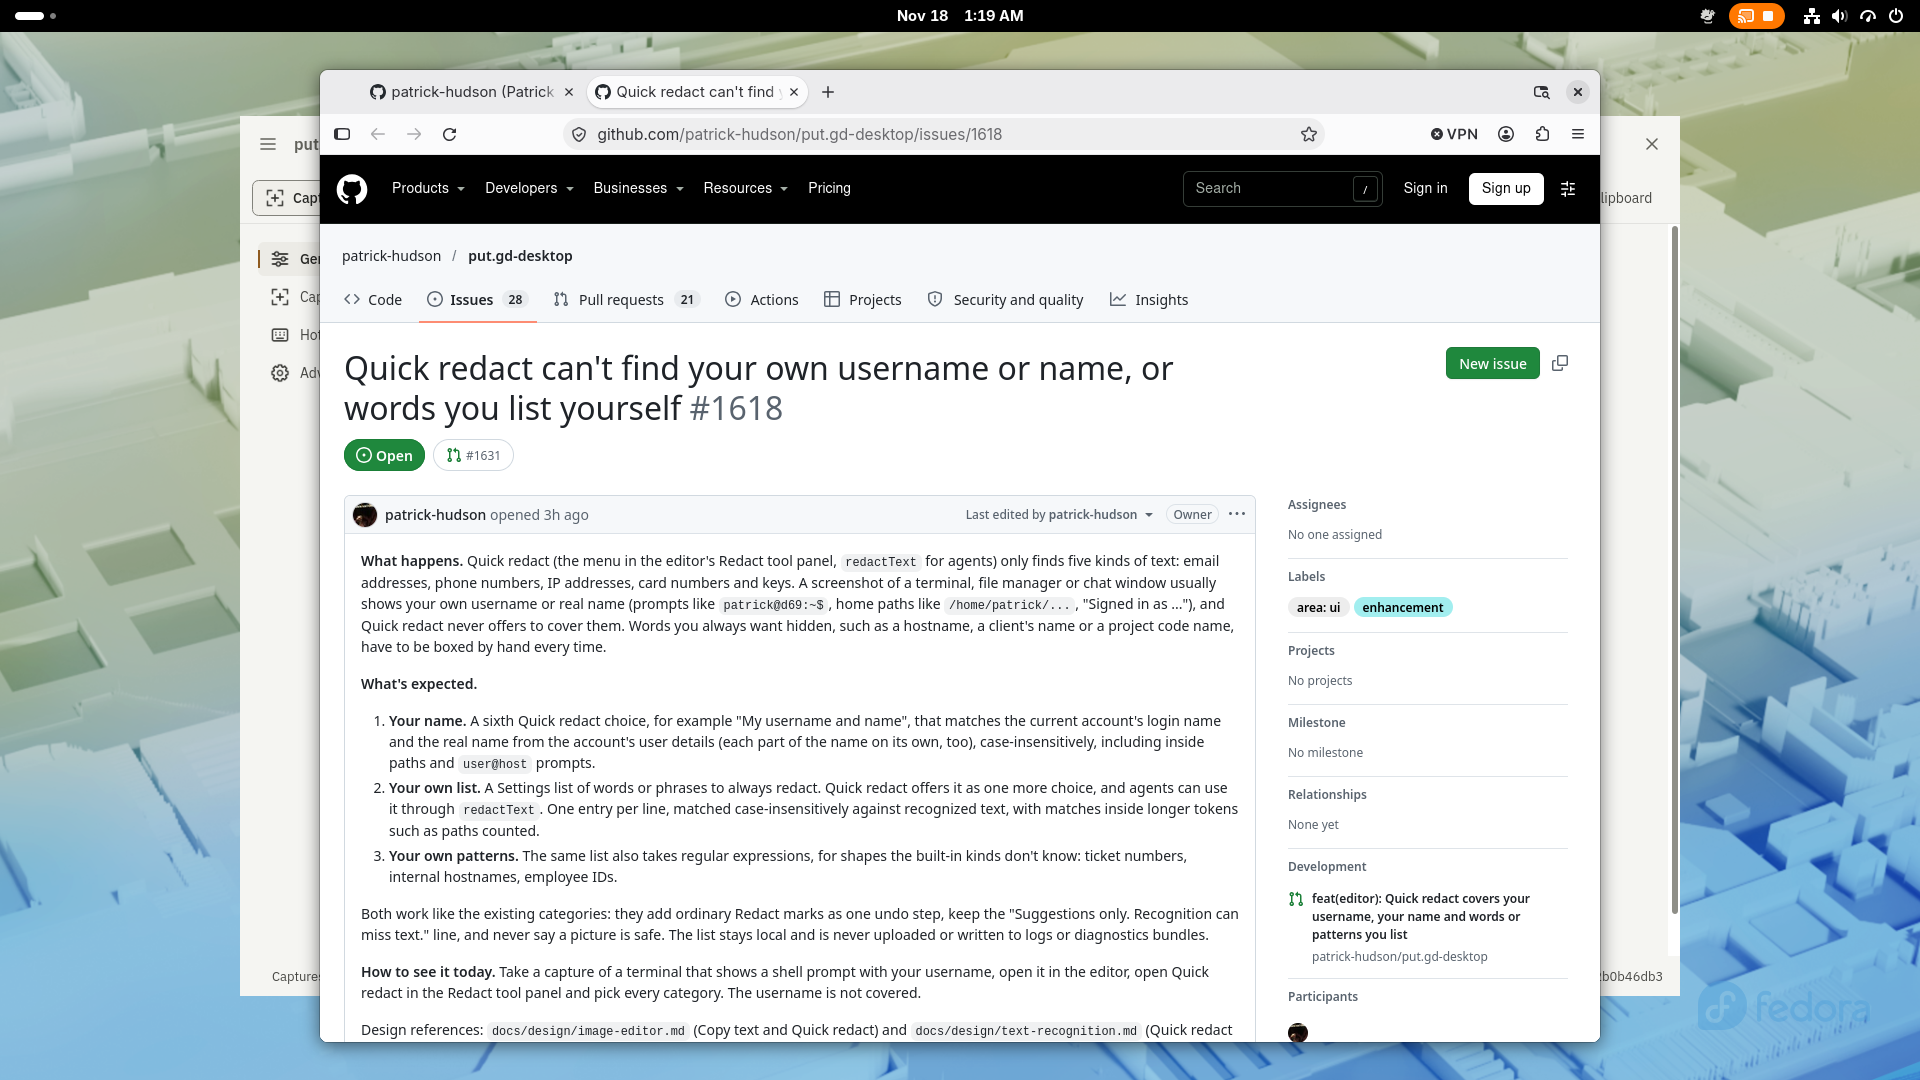 Nov 18 1:19 AM
patrick-hudson (Patrick
Quick redact can't find
VPN
github.com/patrick-hudson/put.gd-desktop/issues/1618
put
Products
Developers
Businesses
Resources
Pricing
Search
/
Sign in
Sign up
lipboard
patrick-hudson / put.gd-desktop
Code
Issues 28
Pull requests 21
Actions
Projects
Security and quality
Insights
Quick redact can't find your own username or name, or
words you list yourself #1618
New issue
Open
#1631
patrick-hudson opened 3h ago
Last edited by patrick-hudson
Owner
What happens. Quick redact (the menu in the editor's Redact tool panel, redactText for agents) only finds five kinds of text: email
addresses, phone numbers, IP addresses, card numbers and keys. A screenshot of a terminal, file manager or chat window usually
shows your own username or real name (prompts like patrick@d69:~$ , home paths like /home/patrick/... , "Signed in as ..."), and
Quick redact never offers to cover them. Words you always want hidden, such as a hostname, a client's name or a project code name,
have to be boxed by hand every time.
What's expected.
1. Your name. A sixth Quick redact choice, for example "My username and name", that matches the current account's login name
and the real name from the account's user details (each part of the name on its own, too), case-insensitively, including inside
paths and user@host prompts.
2. Your own list. A Settings list of words or phrases to always redact. Quick redact offers it as one more choice, and agents can use
it through redactText . One entry per line, matched case-insensitively against recognized text, with matches inside longer tokens
such as paths counted.
3. Your own patterns. The same list also takes regular expressions, for shapes the built-in kinds don't know: ticket numbers,
internal hostnames, employee IDs.
Both work like the existing categories: they add ordinary Redact marks as one undo step, keep the "Suggestions only. Recognition can
miss text." line, and never say a picture is safe. The list stays local and is never uploaded or written to logs or diagnostics bundles.
How to see it today. Take a capture of a terminal that shows a shell prompt with your username, open it in the editor, open Quick
redact in the Redact tool panel and pick every category. The username is not covered.
Design references: docs/design/image-editor.md (Copy text and Quick redact) and docs/design/text-recognition.md (Quick redact
Assignees
No one assigned
Labels
area: ui
enhancement
Projects
No projects
Milestone
No milestone
Relationships
None yet
Development
feat(editor): Quick redact covers your
username, your name and words or
patterns you list
patrick-hudson/put.gd-desktop
Participants
Capt
Ger
Cap
Hot
Adv
Captures
2b0b46db3
fedora